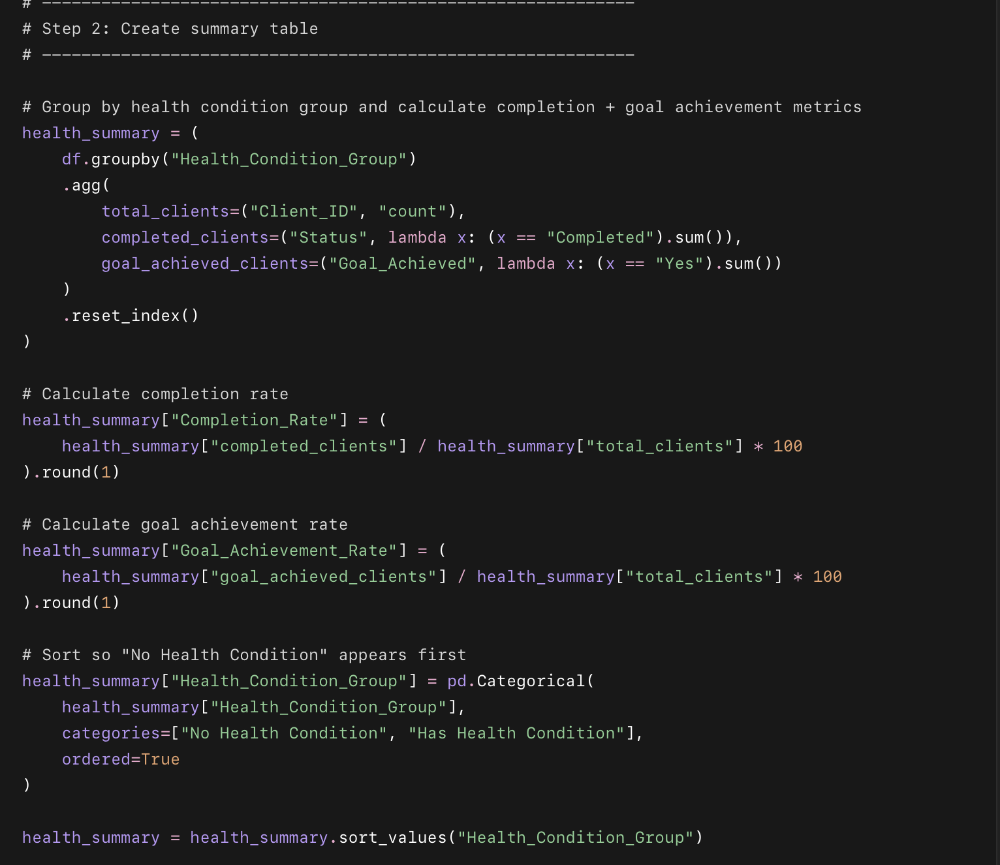 # ------------------------------------------------------------
# Step 2: Create summary table
# ------------------------------------------------------------

# Group by health condition group and calculate completion + goal achievement metrics
health_summary = (
    df.groupby("Health_Condition_Group")
    .agg(
        total_clients=("Client_ID", "count"),
        completed_clients=("Status", lambda x: (x == "Completed").sum()),
        goal_achieved_clients=("Goal_Achieved", lambda x: (x == "Yes").sum())
    )
    .reset_index()
)

# Calculate completion rate
health_summary["Completion_Rate"] = (
    health_summary["completed_clients"] / health_summary["total_clients"] * 100
).round(1)

# Calculate goal achievement rate
health_summary["Goal_Achievement_Rate"] = (
    health_summary["goal_achieved_clients"] / health_summary["total_clients"] * 100
).round(1)

# Sort so "No Health Condition" appears first
health_summary["Health_Condition_Group"] = pd.Categorical(
    health_summary["Health_Condition_Group"],
    categories=["No Health Condition", "Has Health Condition"],
    ordered=True
)

health_summary = health_summary.sort_values("Health_Condition_Group")